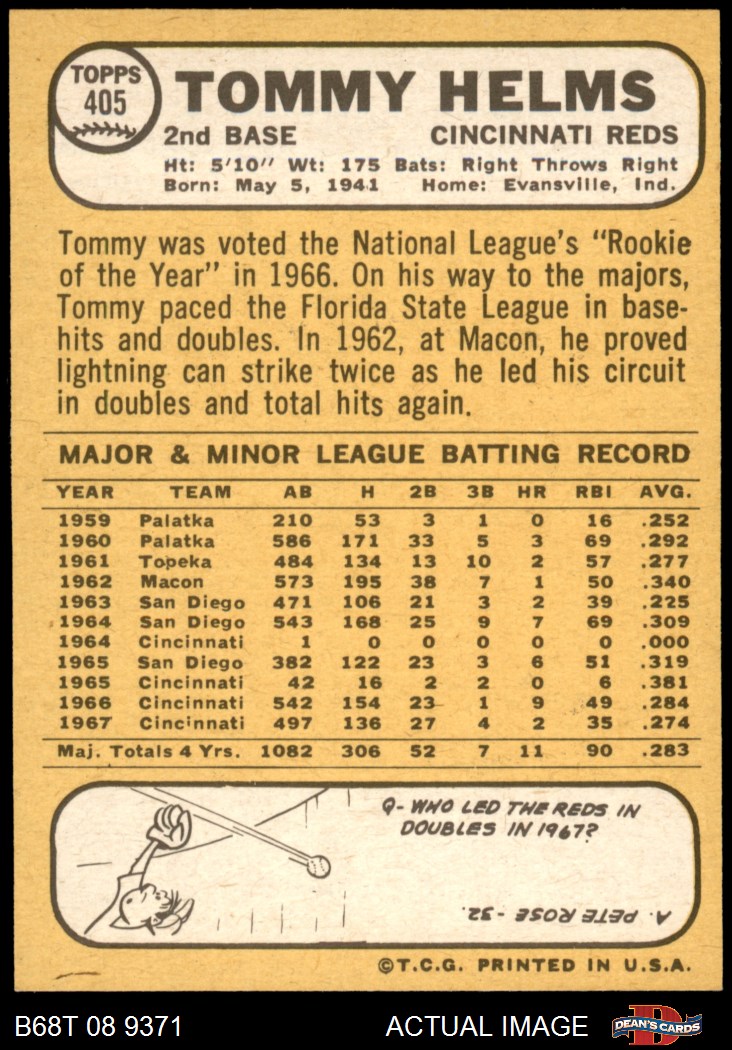 TOPPS
405
TOMMY HELMS
2nd BASE CINCINNATI REDS
Ht: 5'10" Wt: 175 Bats: Right Throws Right
Born: May 5, 1941 Home: Evansville, Ind.
Tommy was voted the National League's "Rookie
of the Year" in 1966. On his way to the majors,
Tommy paced the Florida State League in base-
hits and doubles. In 1962, at Macon, he proved
lightning can strike twice as he led his circuit
in doubles and total hits again.
MAJOR & MINOR LEAGUE BATTING RECORD
YEAR TEAM AB H 2B 3B HR RBI AVG.
1959 Palatka 210 53 3 1 0 16 .252
1960 Palatka 586 171 33 5 3 69 .292
1961 Topeka 484 134 13 10 2 57 .277
1962 Macon 573 195 38 7 1 50 .340
1963 San Diego 471 106 21 3 2 39 .225
1964 San Diego 543 168 25 9 7 69 .309
1964 Cincinnati 1 0 0 0 0 0 .000
1965 San Diego 382 122 23 3 6 51 .319
1965 Cincinnati 42 16 2 2 0 6 .381
1966 Cincinnati 542 154 23 1 9 49 .284
1967 Cincinnati 497 136 27 4 2 35 .274
Maj. Totals 4 Yrs. 1082 306 52 7 11 90 .283
Q- WHO LED THE REDS IN
DOUBLES IN 1967?
A. PETE ROSE - 32.
©T.C.G. PRINTED IN U.S.A.
B68T 08 9371 ACTUAL IMAGE D DEAN'S CARDS